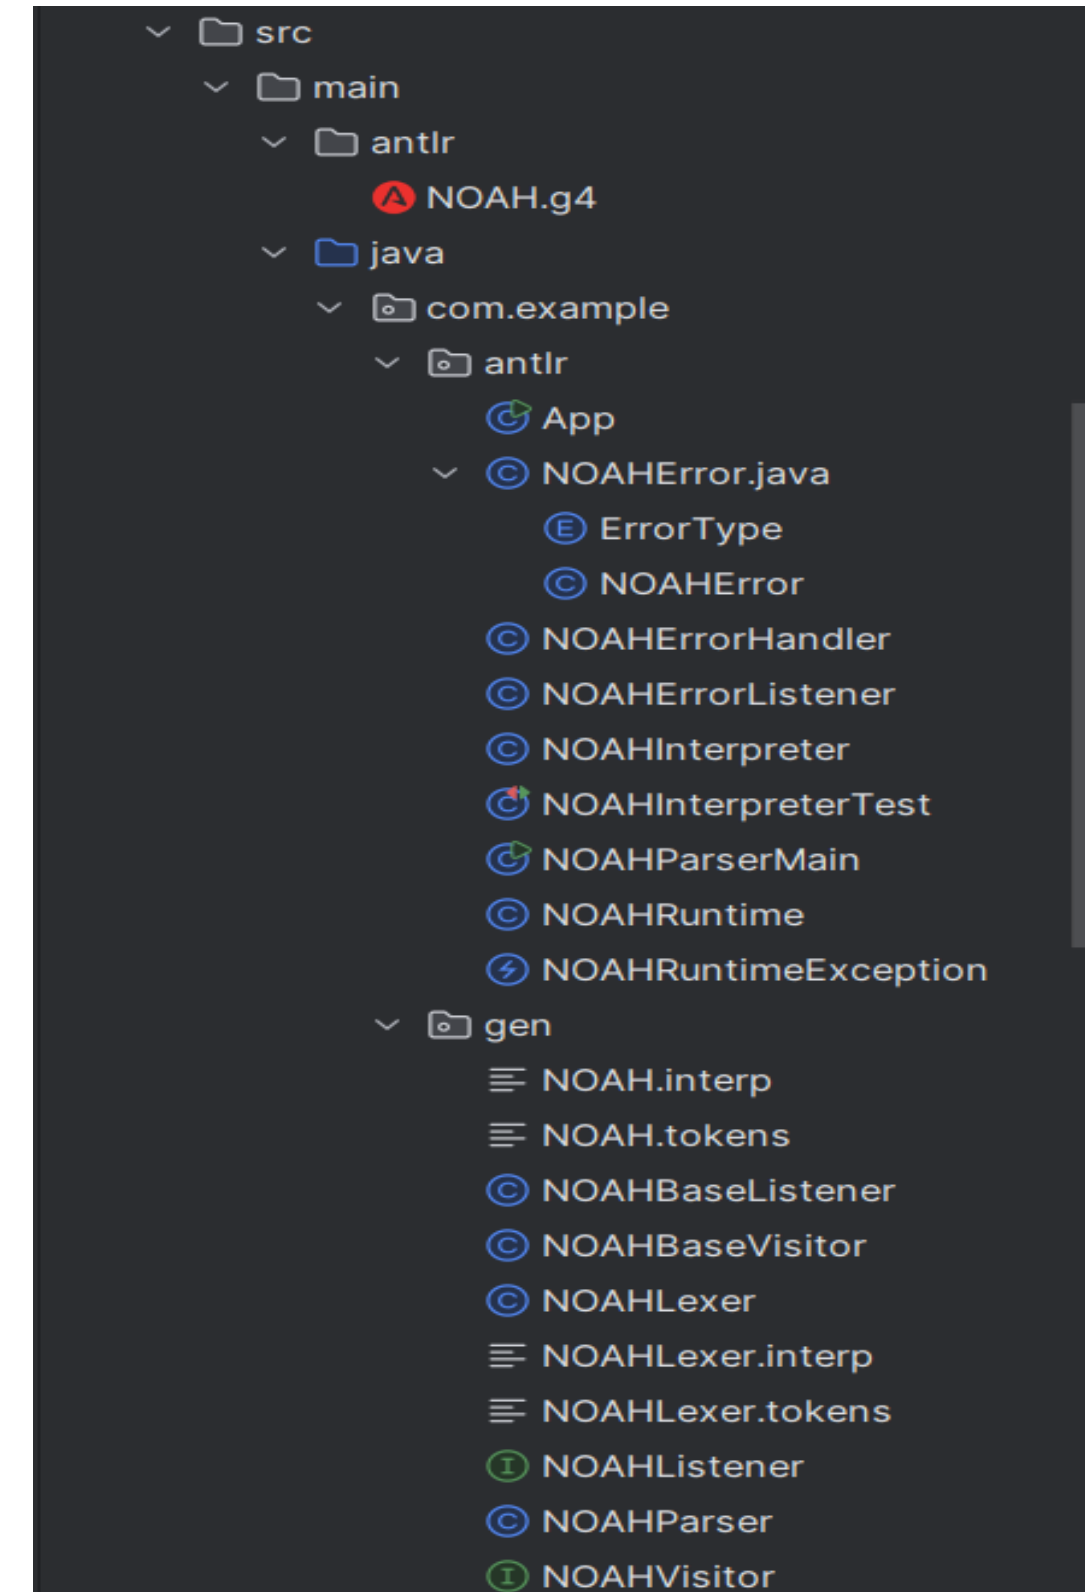 src
main
antlr
NOAH.g4
java
com.example
antlr
App
NOAHError.java
ErrorType
NOAHError
NOAHErrorHandler
NOAHErrorListener
NOAHInterpreter
NOAHInterpreterTest
NOAHParserMain
NOAHRuntime
NOAHRuntimeException
gen
NOAH.interp
NOAH.tokens
NOAHBaseListener
NOAHBaseVisitor
NOAHLexer
NOAHLexer.interp
NOAHLexer.tokens
NOAHListener
NOAHParser
NOAHVisitor